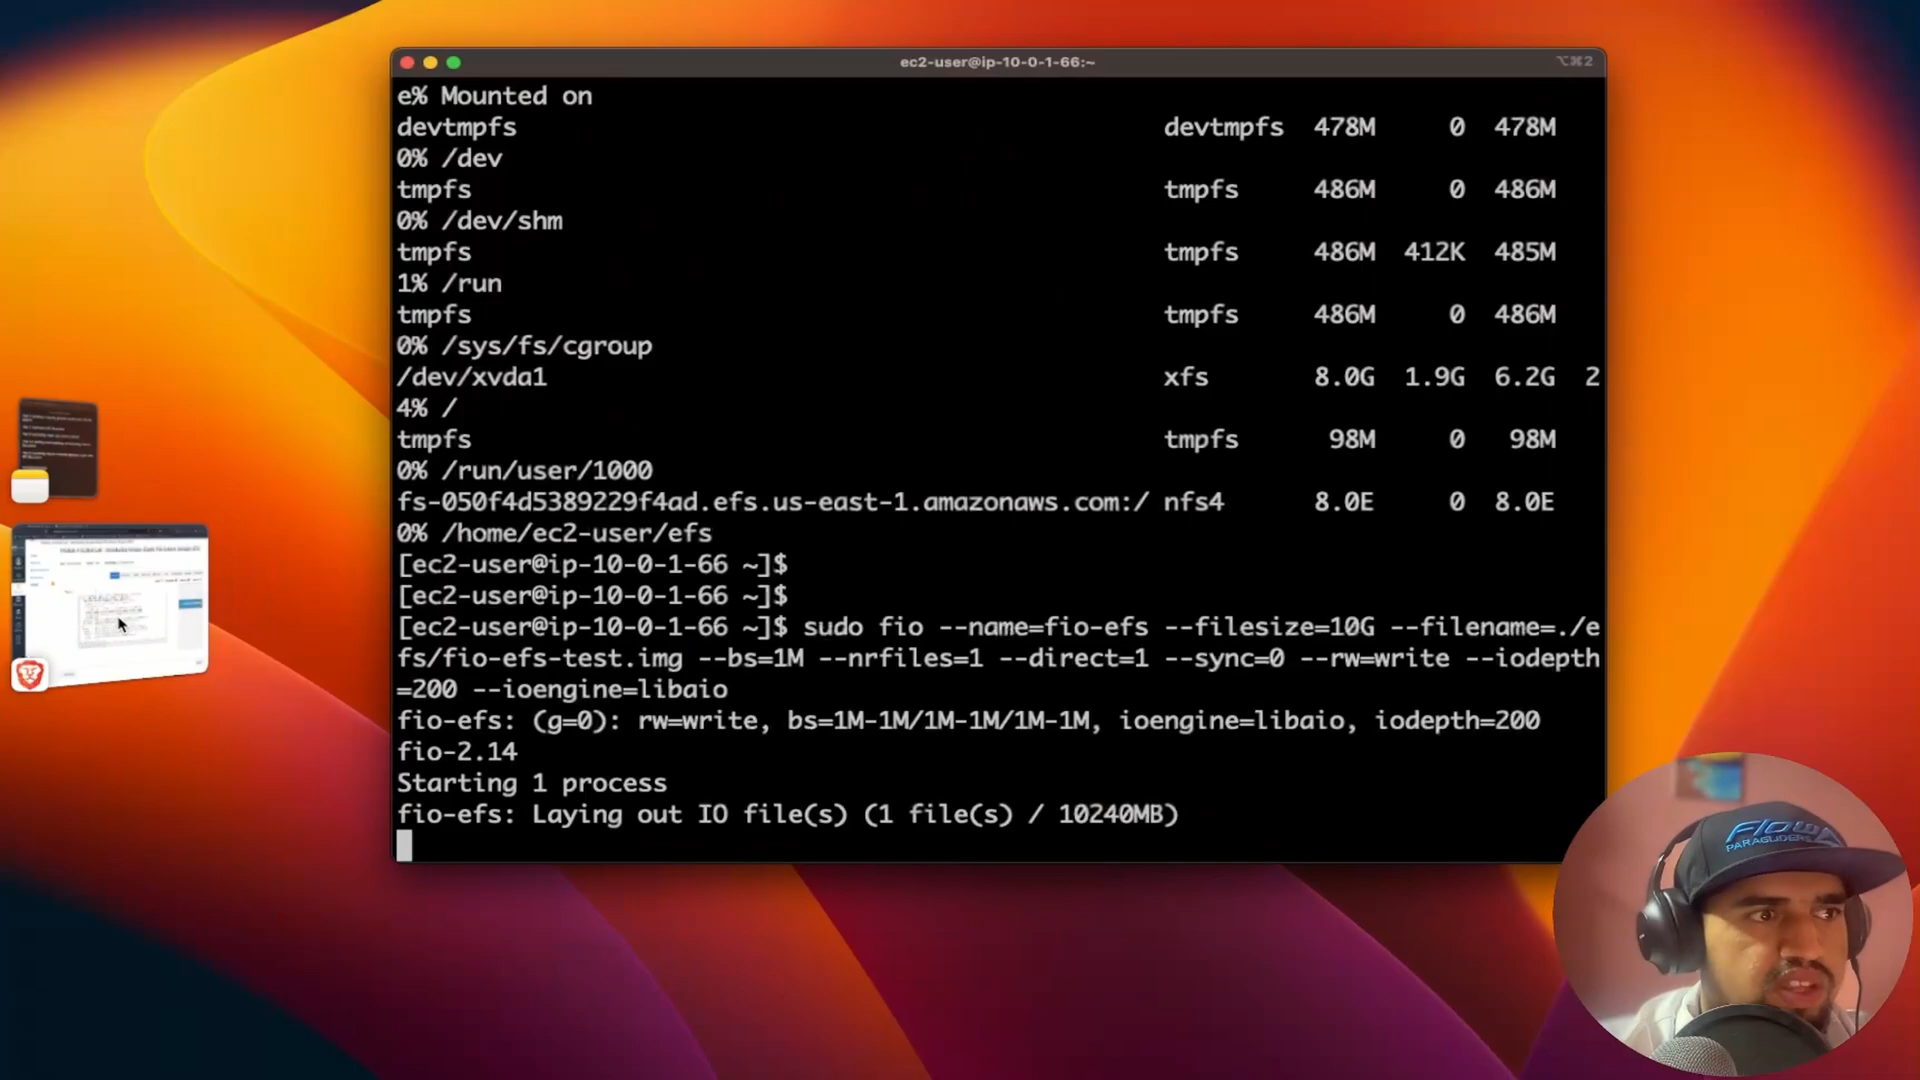 ec2-user@ip-10-0-1-66:~
⌥⌘2
e% Mounted on
devtmpfs devtmpfs 478M 0 478M
0% /dev
tmpfs tmpfs 486M 0 486M
0% /dev/shm
tmpfs tmpfs 486M 412K 485M
1% /run
tmpfs tmpfs 486M 0 486M
0% /sys/fs/cgroup
/dev/xvda1 xfs 8.0G 1.9G 6.2G 2
4% /
tmpfs tmpfs 98M 0 98M
0% /run/user/1000
fs-050f4d5389229f4ad.efs.us-east-1.amazonaws.com:/ nfs4 8.0E 0 8.0E
0% /home/ec2-user/efs
[ec2-user@ip-10-0-1-66 ~]$
[ec2-user@ip-10-0-1-66 ~]$
[ec2-user@ip-10-0-1-66 ~]$ sudo fio --name=fio-efs --filesize=10G --filename=./e
fs/fio-efs-test.img --bs=1M --nrfiles=1 --direct=1 --sync=0 --rw=write --iodepth
=200 --ioengine=libaio
fio-efs: (g=0): rw=write, bs=1M-1M/1M-1M/1M-1M, ioengine=libaio, iodepth=200
fio-2.14
Starting 1 process
fio-efs: Laying out IO file(s) (1 file(s) / 10240MB)
FLOW
PARAGLIDERS